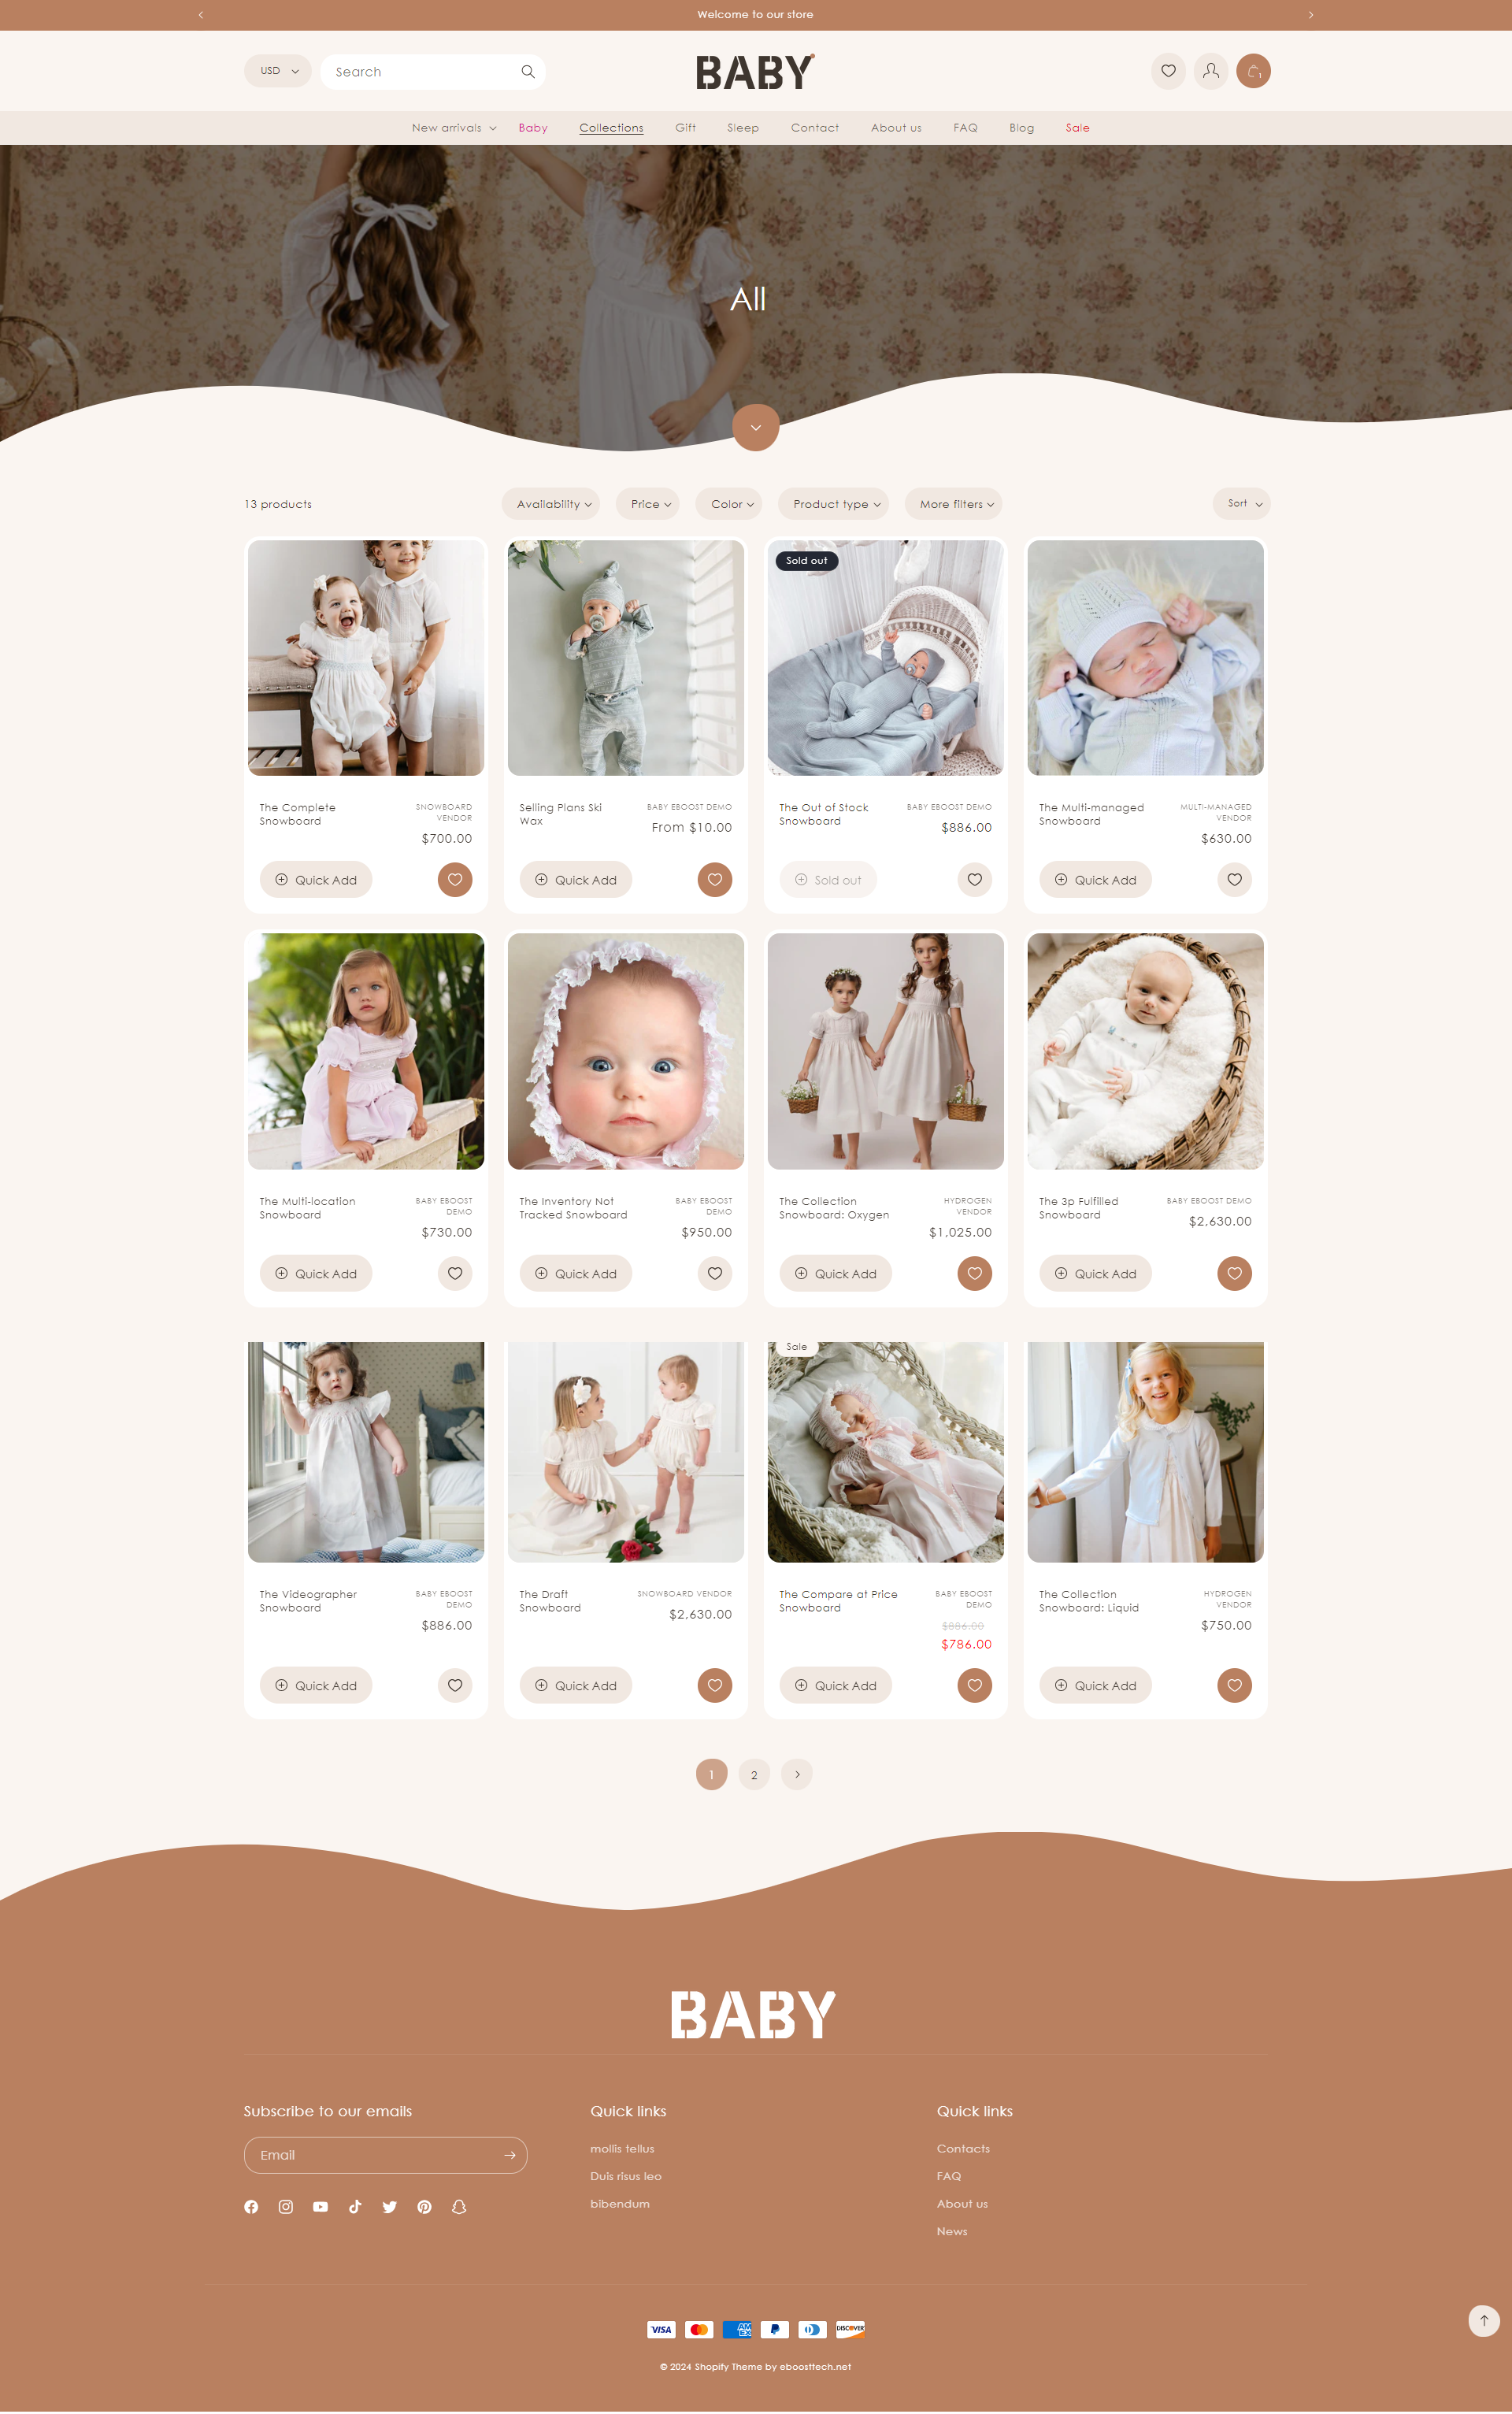 Welcome to our store
USD
Search
BABY
1
New arrivals
Baby
Collections
Gift
Sleep
Contact
About us
FAQ
Blog
Sale
All
13 products
Availability
Price
Color
Product type
More filters
Sort
Sold out
The Complete
Snowboard
SNOWBOARD
VENDOR
$700.00
Quick Add
Selling Plans Ski
Wax
BABY EBOOST DEMO
From $10.00
Quick Add
The Out of Stock
Snowboard
BABY EBOOST DEMO
$886.00
Sold out
The Multi-managed
Snowboard
MULTI-MANAGED
VENDOR
$630.00
Quick Add
The Multi-location
Snowboard
BABY EBOOST
DEMO
$730.00
Quick Add
The Inventory Not
Tracked Snowboard
BABY EBOOST
DEMO
$950.00
Quick Add
The Collection
Snowboard: Oxygen
HYDROGEN
VENDOR
$1,025.00
Quick Add
The 3p Fulfilled
Snowboard
BABY EBOOST DEMO
$2,630.00
Quick Add
Sale
The Videographer
Snowboard
BABY EBOOST
DEMO
$886.00
Quick Add
The Draft
Snowboard
SNOWBOARD VENDOR
$2,630.00
Quick Add
The Compare at Price
Snowboard
BABY EBOOST
DEMO
$886.00
$786.00
Quick Add
The Collection
Snowboard: Liquid
HYDROGEN
VENDOR
$750.00
Quick Add
1
2
BABY
Subscribe to our emails
Email
Quick links
mollis tellus
Duis risus leo
bibendum
Quick links
Contacts
FAQ
About us
News
VISA
AM
EX
DISCOVER
© 2024 Shopify Theme by eboosttech.net